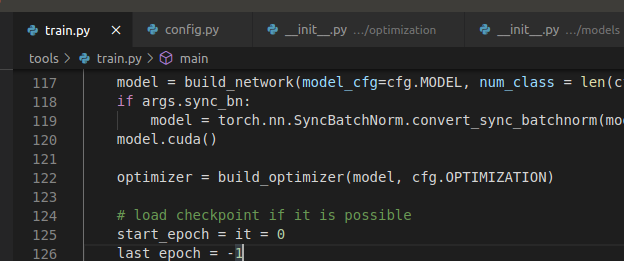 train.py × config.py __init__.py .../optimization __init__.py .../models
tools > train.py > main
117 model = build_network(model_cfg=cfg.MODEL, num_class = len(c
118 if args.sync_bn:
119 model = torch.nn.SyncBatchNorm.convert_sync_batchnorm(mo
120 model.cuda()
121
122 optimizer = build_optimizer(model, cfg.OPTIMIZATION)
123
124 # load checkpoint if it is possible
125 start_epoch = it = 0
126 last_epoch = -1